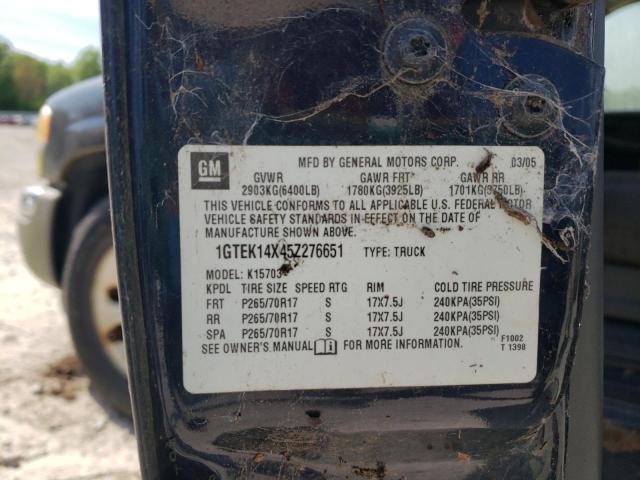 GM MFD BY GENERAL MOTORS CORP. 03/05
GVWR GAWR FRT GAWR RR
2903KG(6400LB) 1780KG(3925LB) 1701KG(3750LB)
THIS VEHICLE CONFORMS TO ALL APPLICABLE U.S. FEDERAL MOTOR
VEHICLE SAFETY STANDARDS IN EFFECT ON THE DATE OF
MANUFACTURE SHOWN ABOVE.
1GTEK14X45Z276651 TYPE: TRUCK
MODEL: K15703
KPDL TIRE SIZE SPEED RTG RIM COLD TIRE PRESSURE
FRT P265/70R17 S 17X7.5J 240KPA(35PSI)
RR P265/70R17 S 17X7.5J 240KPA(35PSI)
SPA P265/70R17 S 17X7.5J 240KPA(35PSI)
SEE OWNER'S MANUAL FOR MORE INFORMATION.
F1002
T 1398